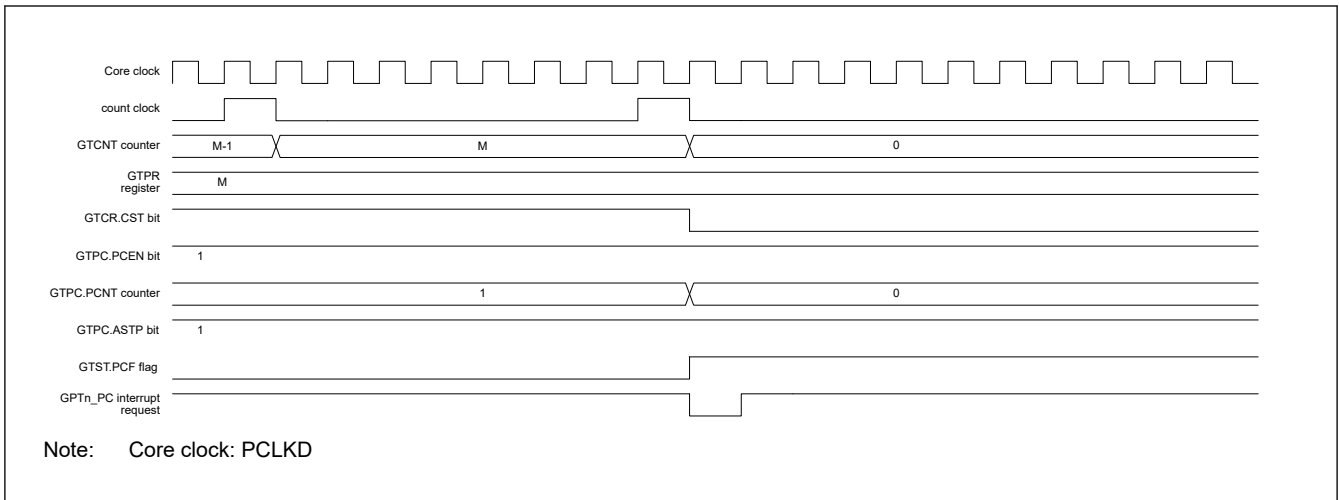 Core clock
count clock
GTCNT counter
M-1
M
0
GTPR
register
M
GTCR.CST bit
GTPC.PCEN bit
1
GTPC.PCNT counter
1
0
GTPC.ASTP bit
1
GTST.PCF flag
GPTn_PC interrupt
request
Note: Core clock: PCLKD